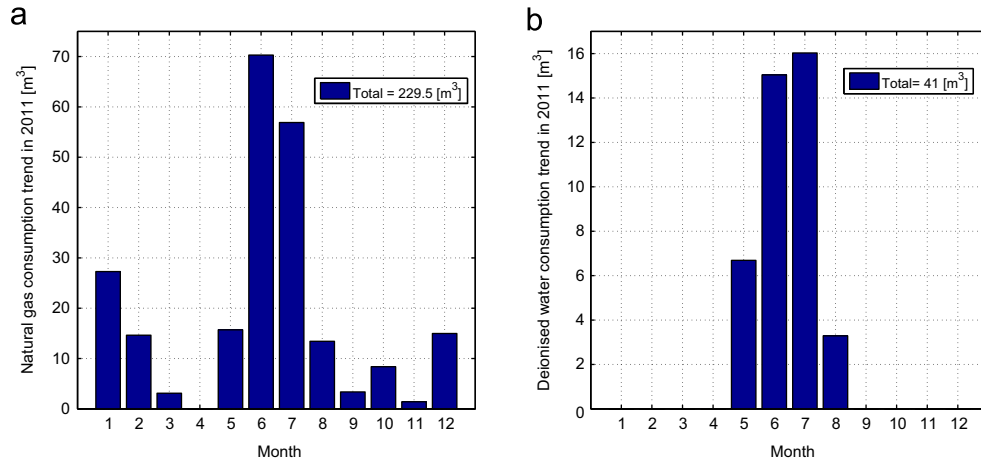 a
Natural gas consumption trend in 2011 [m³]
70
60
50
40
30
20
10
0
Total = 229.5 [m³]
1 2 3 4 5 6 7 8 9 10 11 12
Month
b
Deionised water consumption trend in 2011 [m³]
16
14
12
10
8
6
4
2
0
Total= 41 [m³]
1 2 3 4 5 6 7 8 9 10 11 12
Month